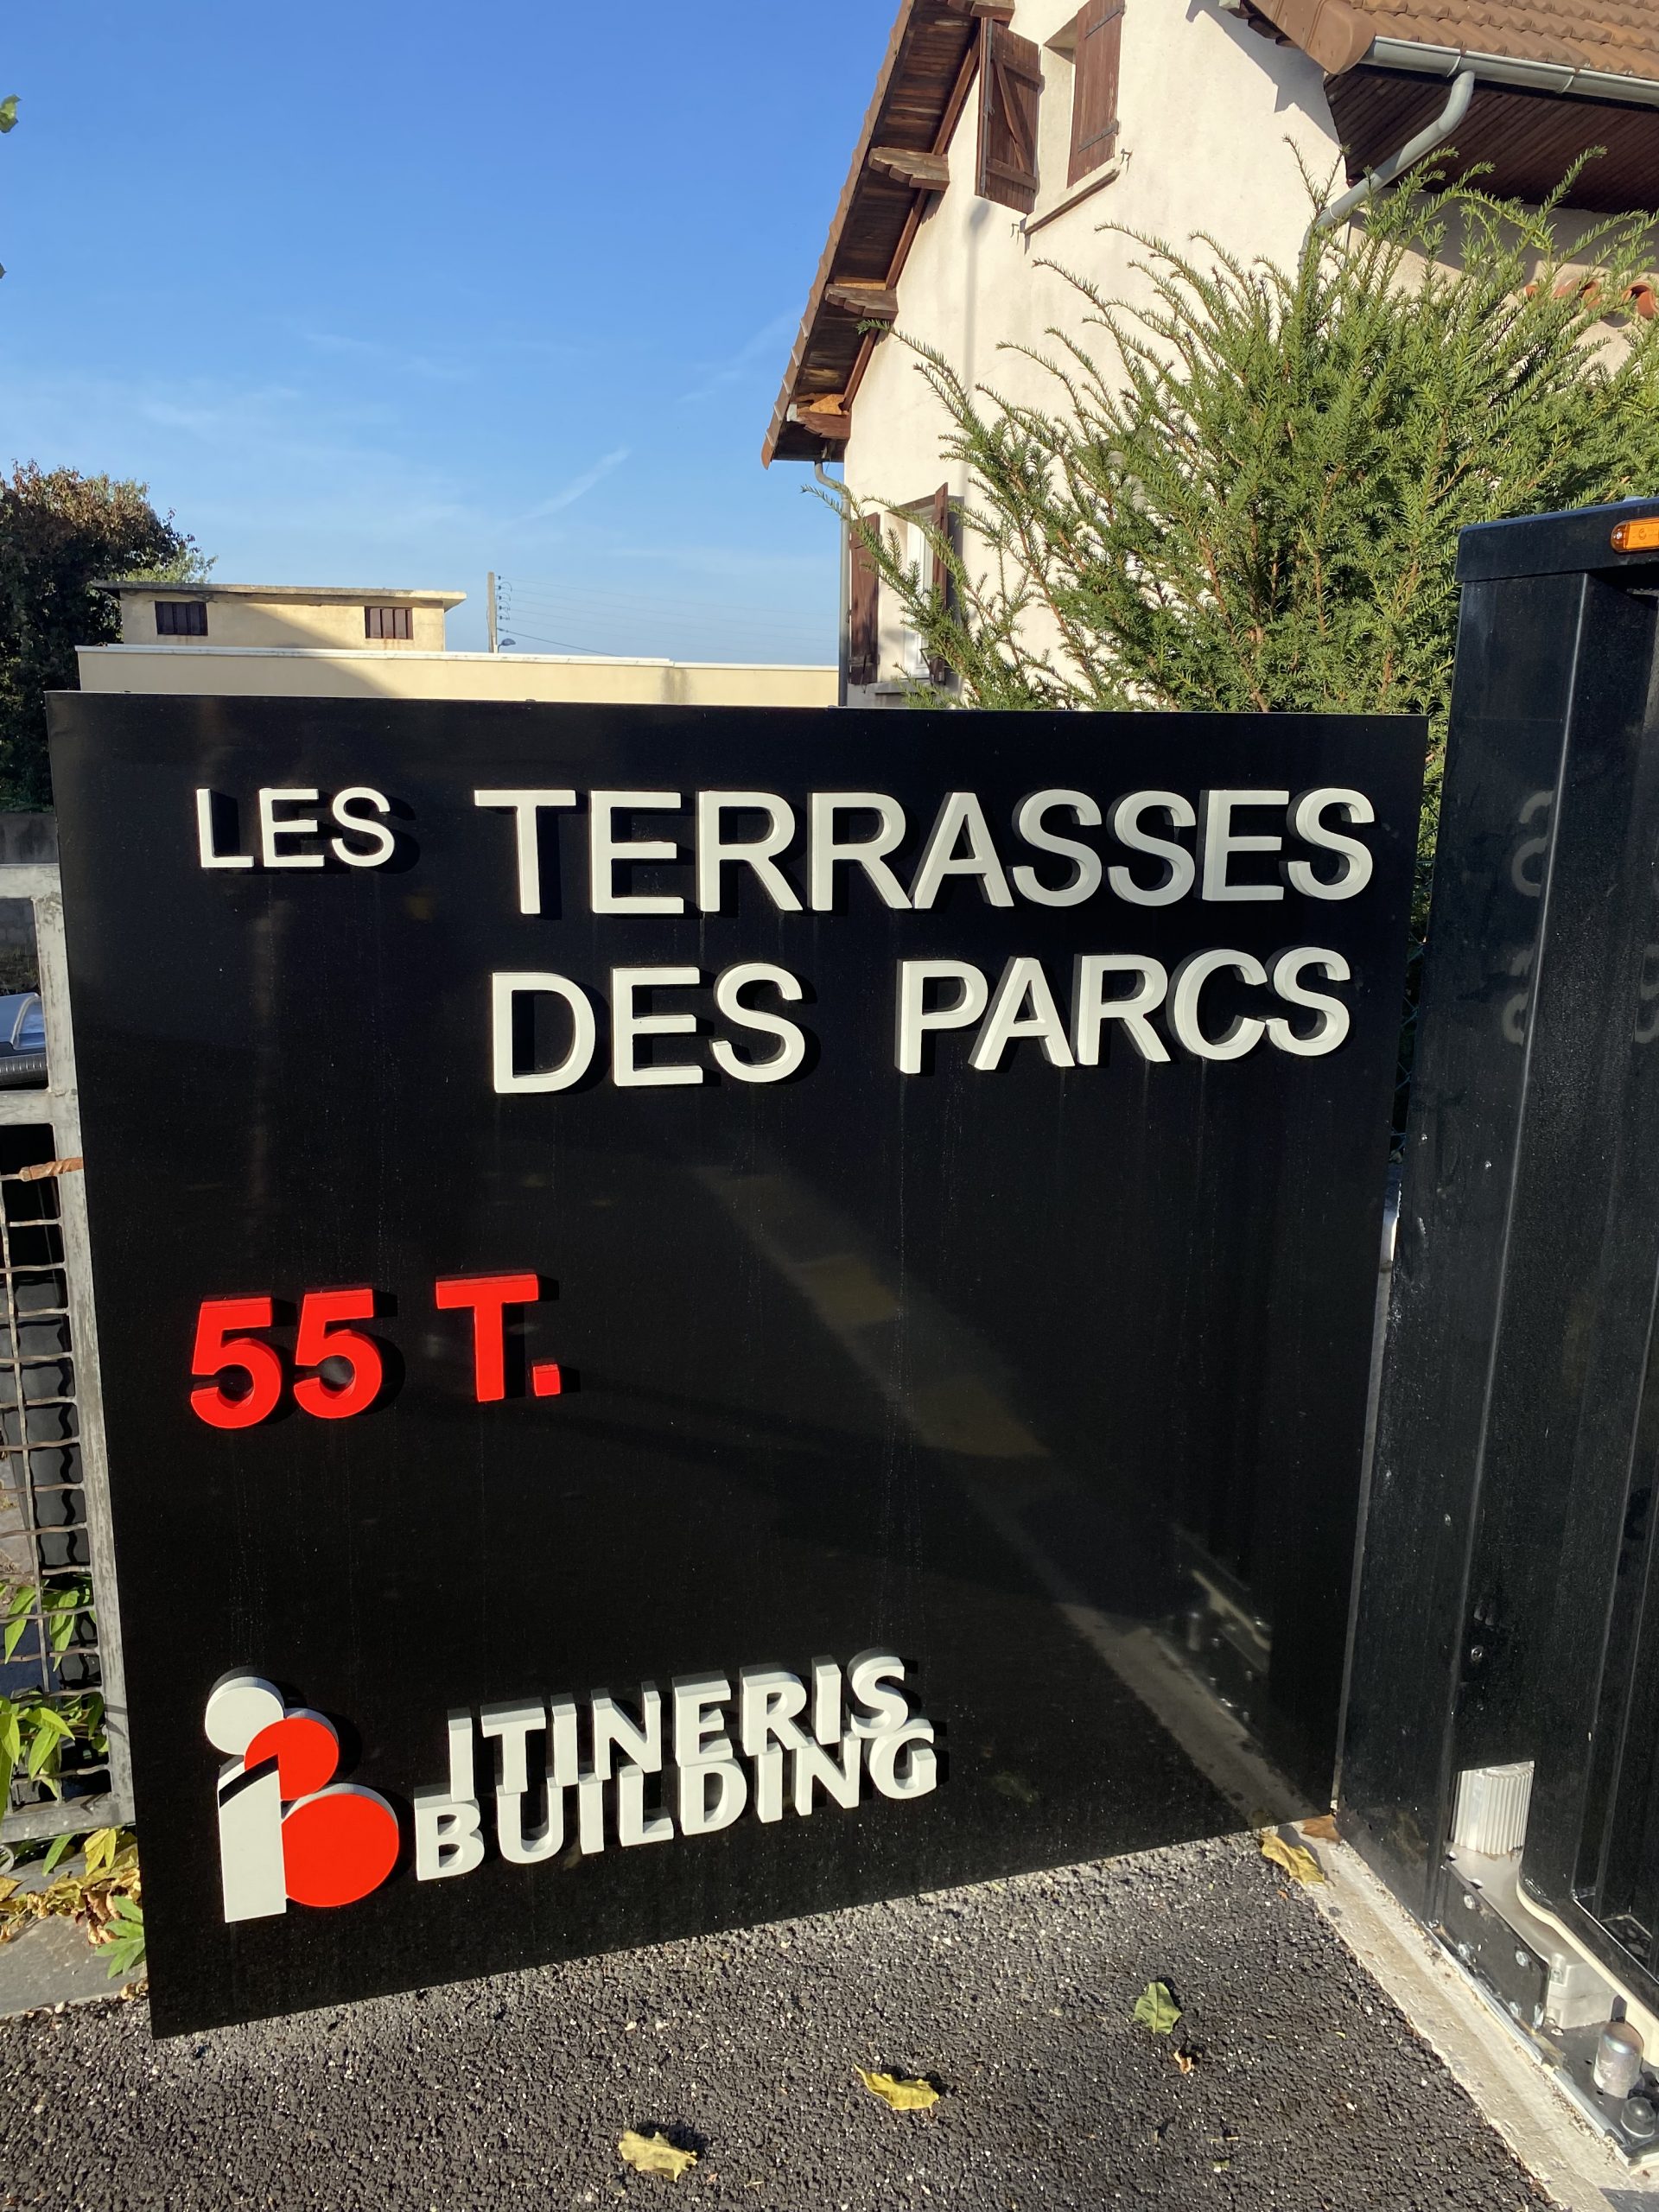 LES TERRASSES
DES PARCS
55 T.
ITINERIS
BUILDING